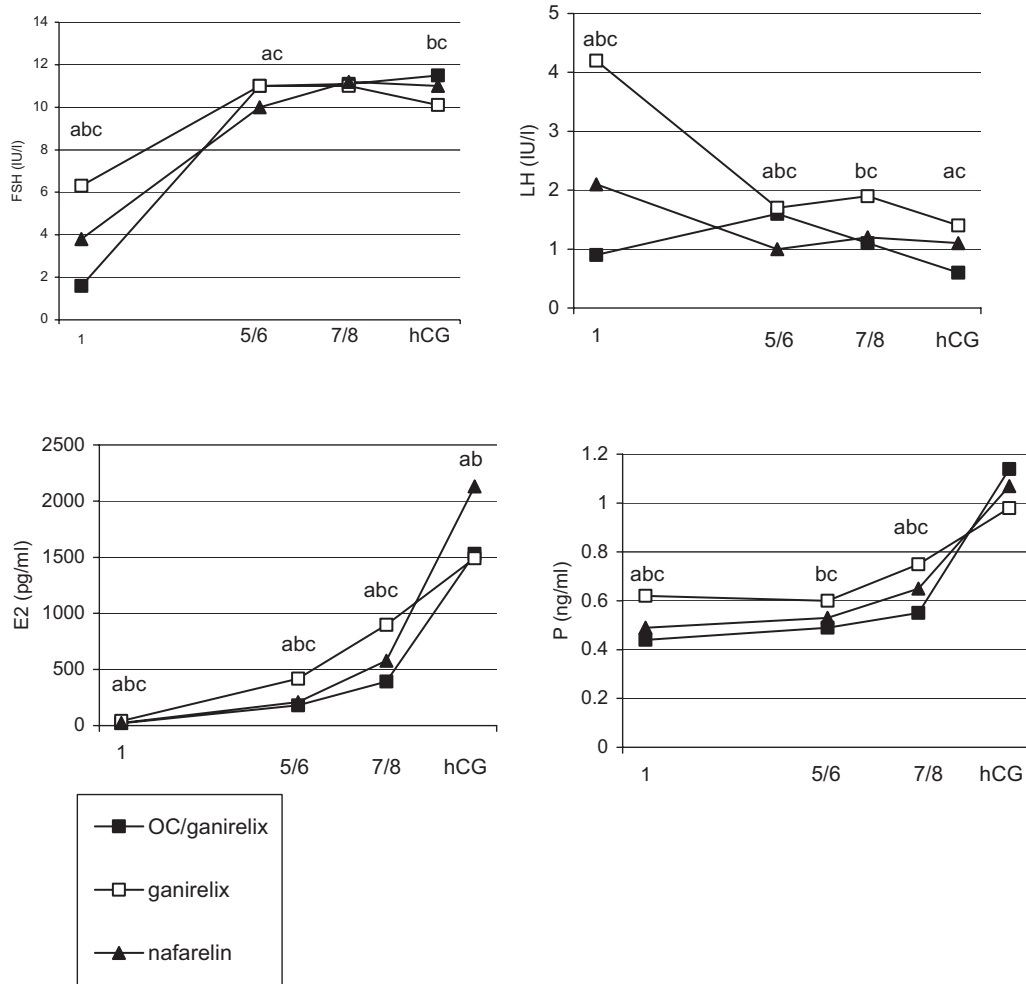 14
12
10
8
6
4
2
0
FSH (IU/l)
abc
ac
bc
1
5/6
7/8
hCG
5
4
3
2
1
0
LH (IU/l)
abc
abc
bc
ac
1
5/6
7/8
hCG
2500
2000
1500
1000
500
0
E2 (pg/ml)
abc
abc
abc
ab
1
5/6
7/8
hCG
1.2
1
0.8
0.6
0.4
0.2
0
P (ng/ml)
abc
bc
abc
1
5/6
7/8
hCG
OC/ganirelix
ganirelix
nafarelin